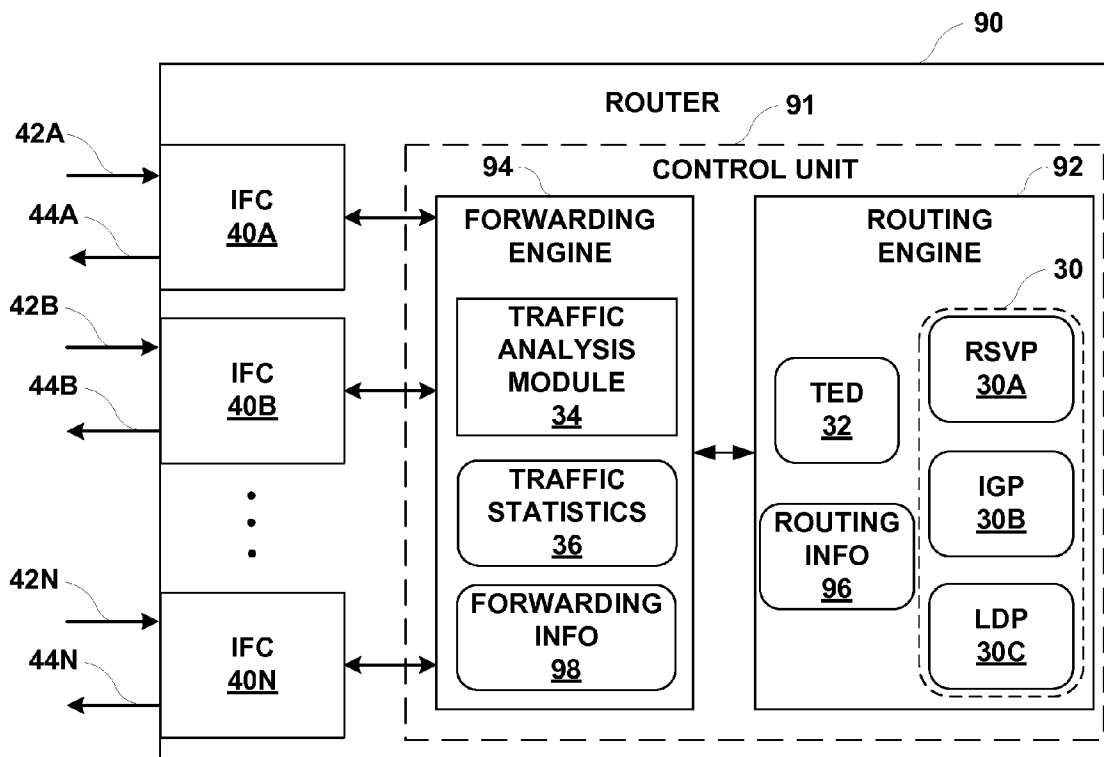 90
ROUTER
91
42A
CONTROL UNIT
94
92
IFC
40A
44A
FORWARDING
ENGINE
ROUTING
ENGINE
30
42B
TRAFFIC
ANALYSIS
MODULE
34
RSVP
30A
IFC
40B
44B
TED
32
TRAFFIC
STATISTICS
36
IGP
30B
ROUTING
INFO
96
42N
FORWARDING
INFO
98
IFC
40N
44N
LDP
30C